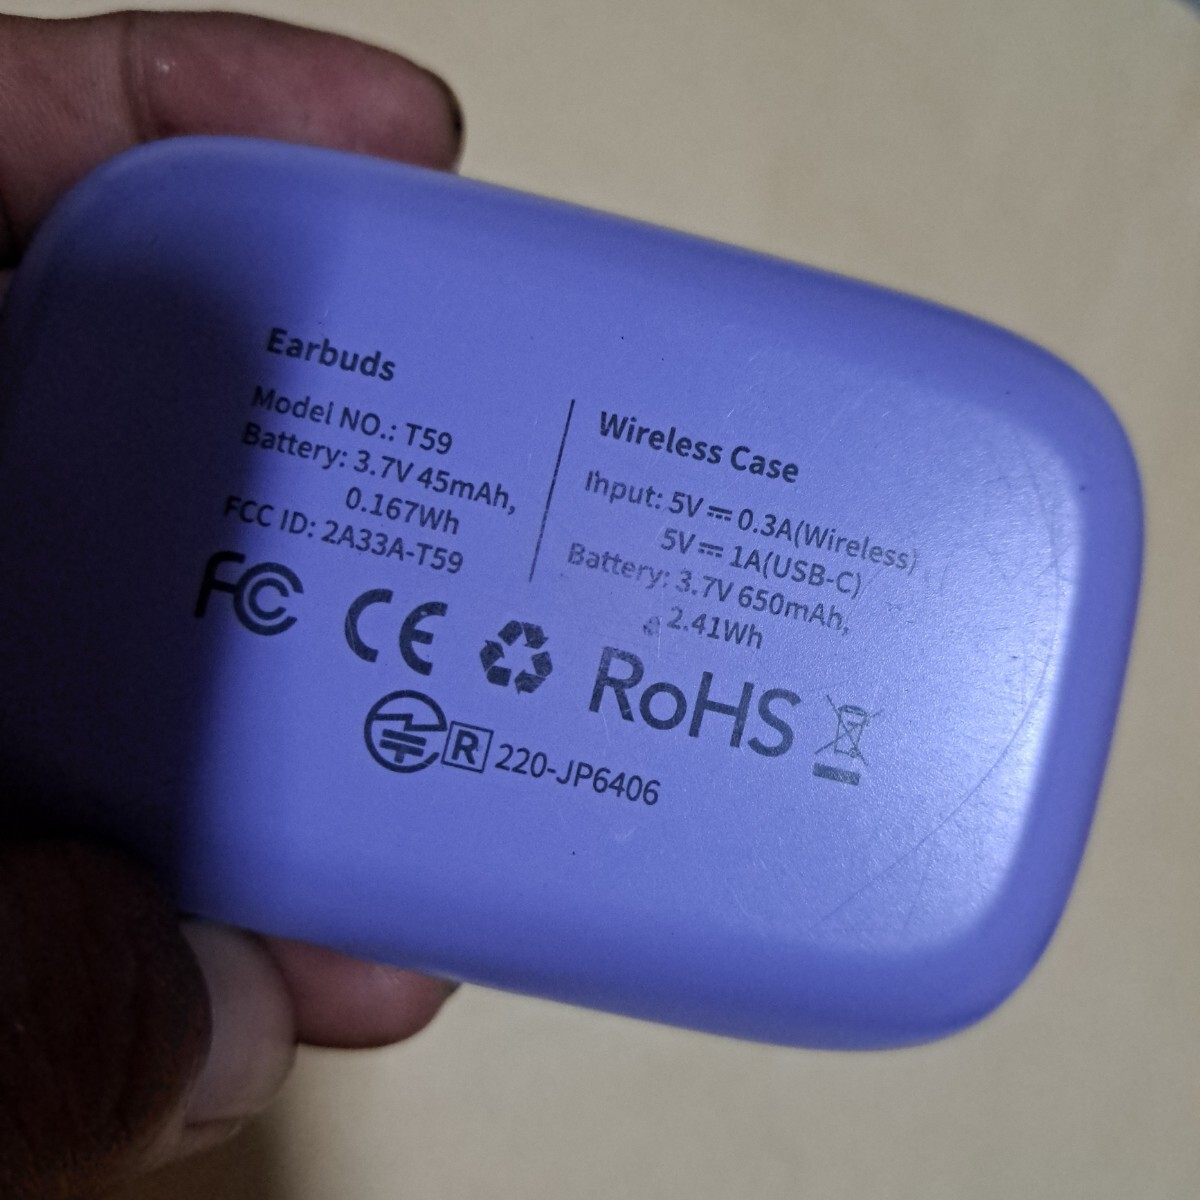 Earbuds
Model NO.: T59
Battery: 3.7V 45mAh,
0.167Wh
FCC ID: 2A33A-T59
Wireless Case
Input: 5V⎓0.3A(Wireless)
5V⎓1A(USB-C)
Battery: 3.7V 650mAh,
2.41Wh
FC CE RoHS
R 220-JP6406